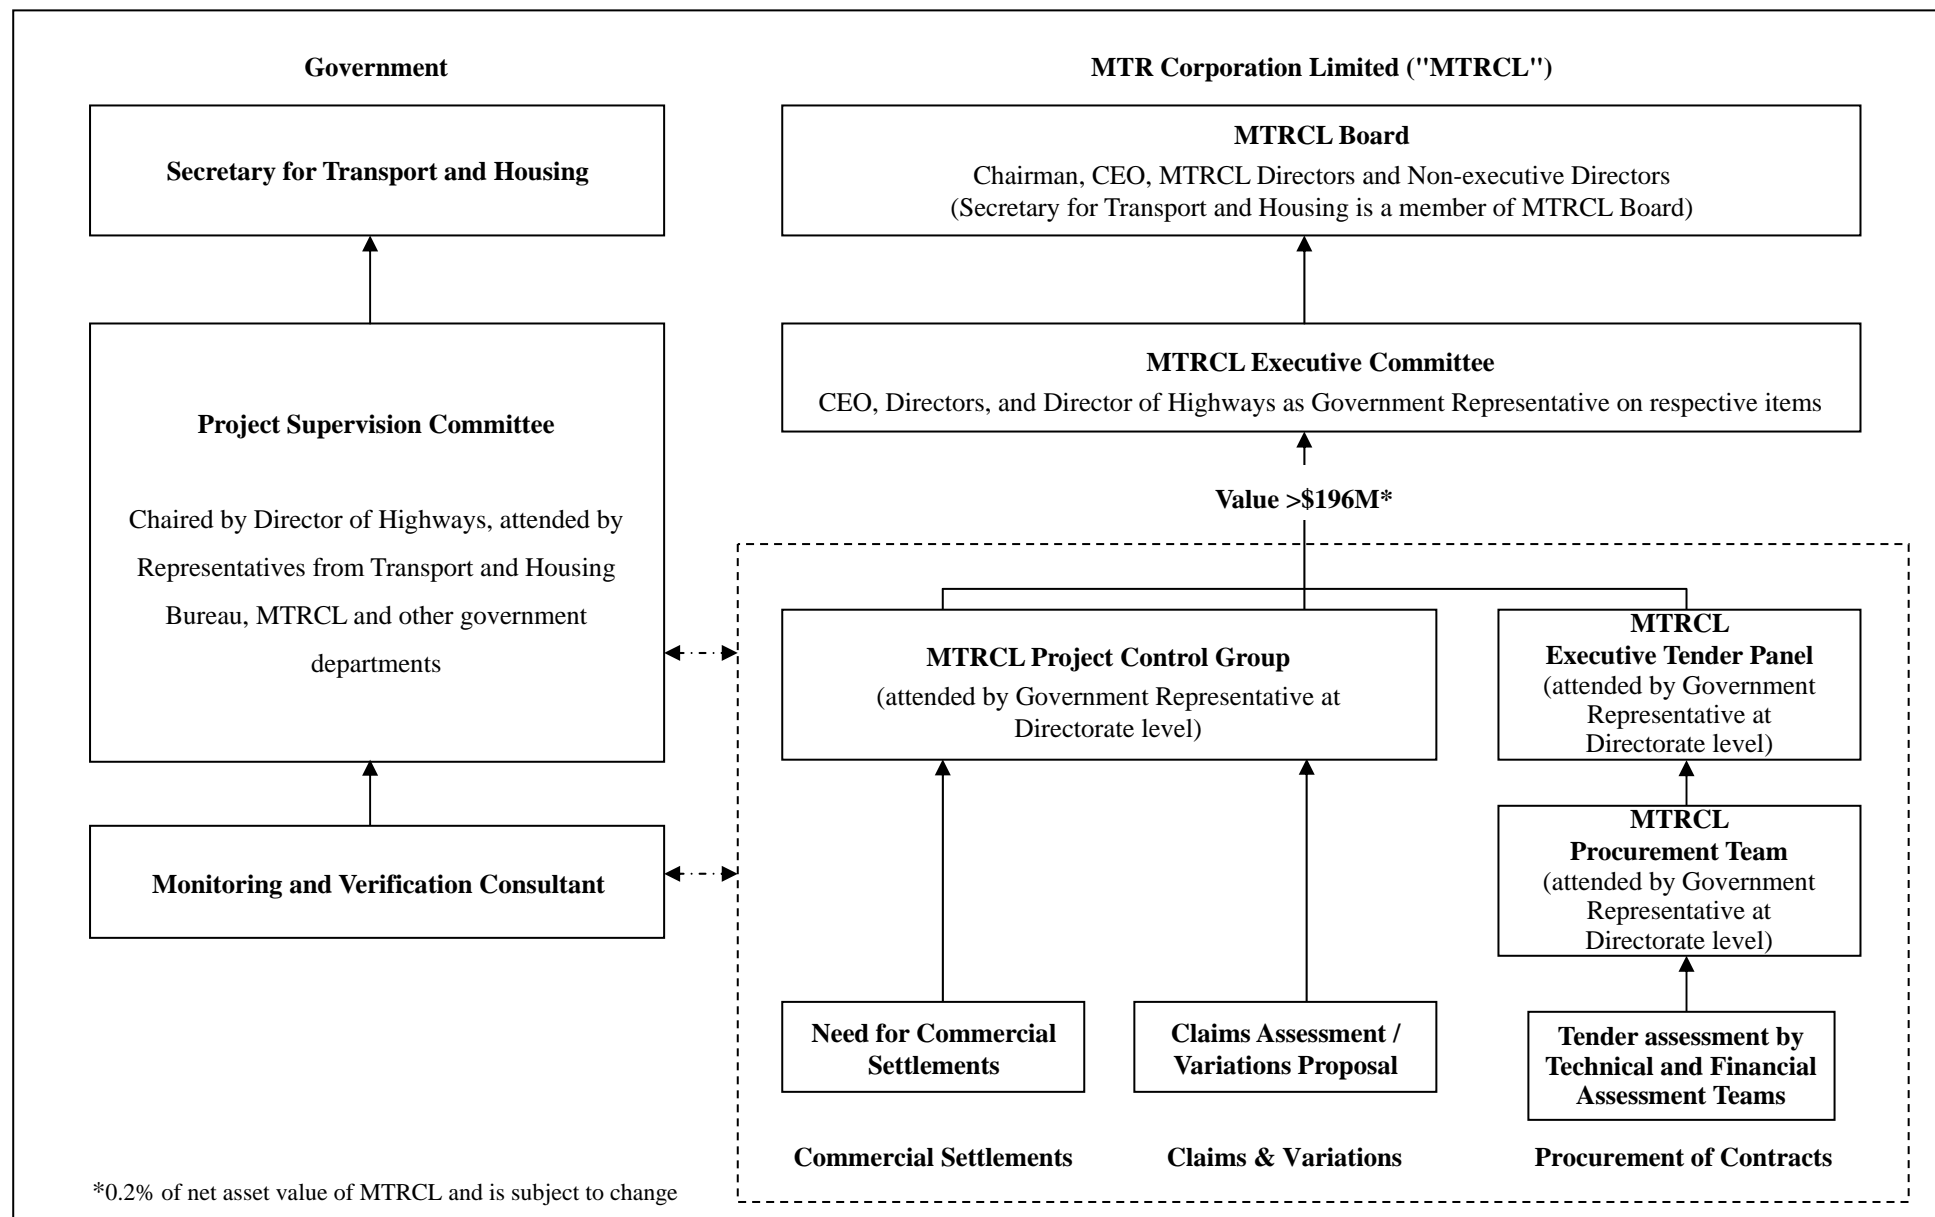 Government
Secretary for Transport and Housing
Project Supervision Committee
Chaired by Director of Highways, attended by
Representatives from Transport and Housing
Bureau, MTRCL and other government
departments
Monitoring and Verification Consultant
MTR Corporation Limited ("MTRCL")
MTRCL Board
Chairman, CEO, MTRCL Directors and Non-executive Directors
(Secretary for Transport and Housing is a member of MTRCL Board)
MTRCL Executive Committee
CEO, Directors, and Director of Highways as Government Representative on respective items
Value >$196M*
MTRCL Project Control Group
(attended by Government Representative at
Directorate level)
MTRCL
Executive Tender Panel
(attended by Government
Representative at
Directorate level)
MTRCL
Procurement Team
(attended by Government
Representative at
Directorate level)
Need for Commercial
Settlements
Claims Assessment /
Variations Proposal
Tender assessment by
Technical and Financial
Assessment Teams
Commercial Settlements
Claims & Variations
Procurement of Contracts
*0.2% of net asset value of MTRCL and is subject to change